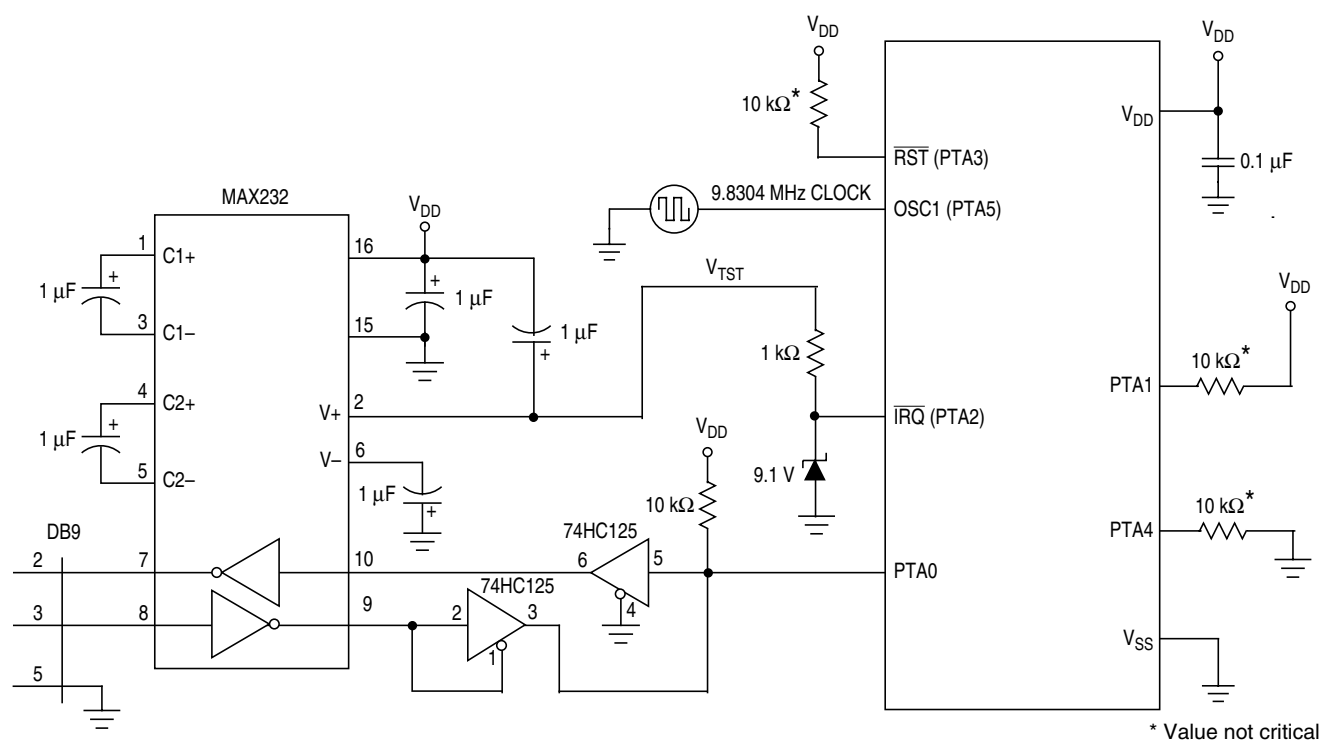 V_DD
V_DD
10 kΩ*
V_DD
0.1 µF
RST (PTA3)
MAX232
9.8304 MHz CLOCK
OSC1 (PTA5)
V_DD
1
C1+
16
+
1 µF
+
1 µF
V_TST
V_DD
3
C1–
15
1 µF
+
1 kΩ
10 kΩ*
PTA1
4
C2+
V+
2
IRQ (PTA2)
+
1 µF
V_DD
V–
6
5
C2–
1 µF
+
9.1 V
10 kΩ
10 kΩ*
PTA4
DB9
74HC125
2
7
10
6
5
PTA0
74HC125
4
3
8
9
2
3
1
V_SS
5
* Value not critical